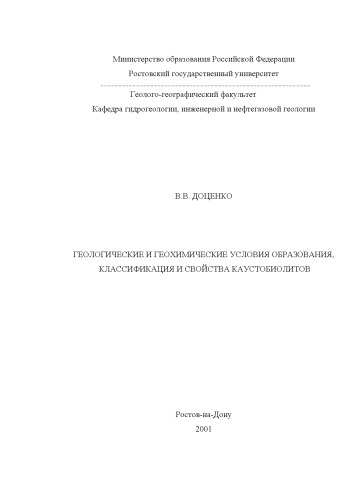 Министерство образования Российской Федерации
Ростовский государственный университет
Геолого-географический факультет
Кафедра гидрогеологии, инженерной и нефтегазовой геологии
В.В. ДОЦЕНКО
ГЕОЛОГИЧЕСКИЕ И ГЕОХИМИЧЕСКИЕ УСЛОВИЯ ОБРАЗОВАНИЯ,
КЛАССИФИКАЦИЯ И СВОЙСТВА КАУСТОБИОЛИТОВ
Ростов-на-Дону
2001